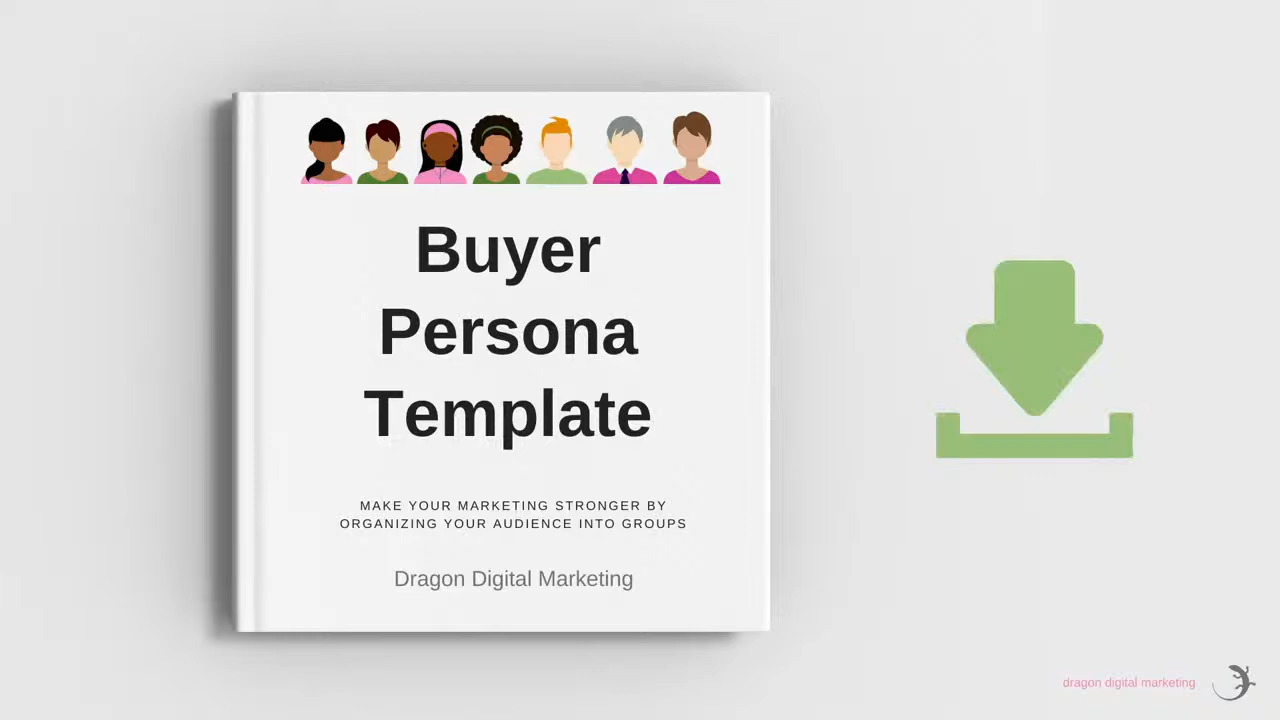 Buyer
Persona
Template
MAKE YOUR MARKETING STRONGER BY
ORGANIZING YOUR AUDIENCE INTO GROUPS
Dragon Digital Marketing
dragon digital marketing